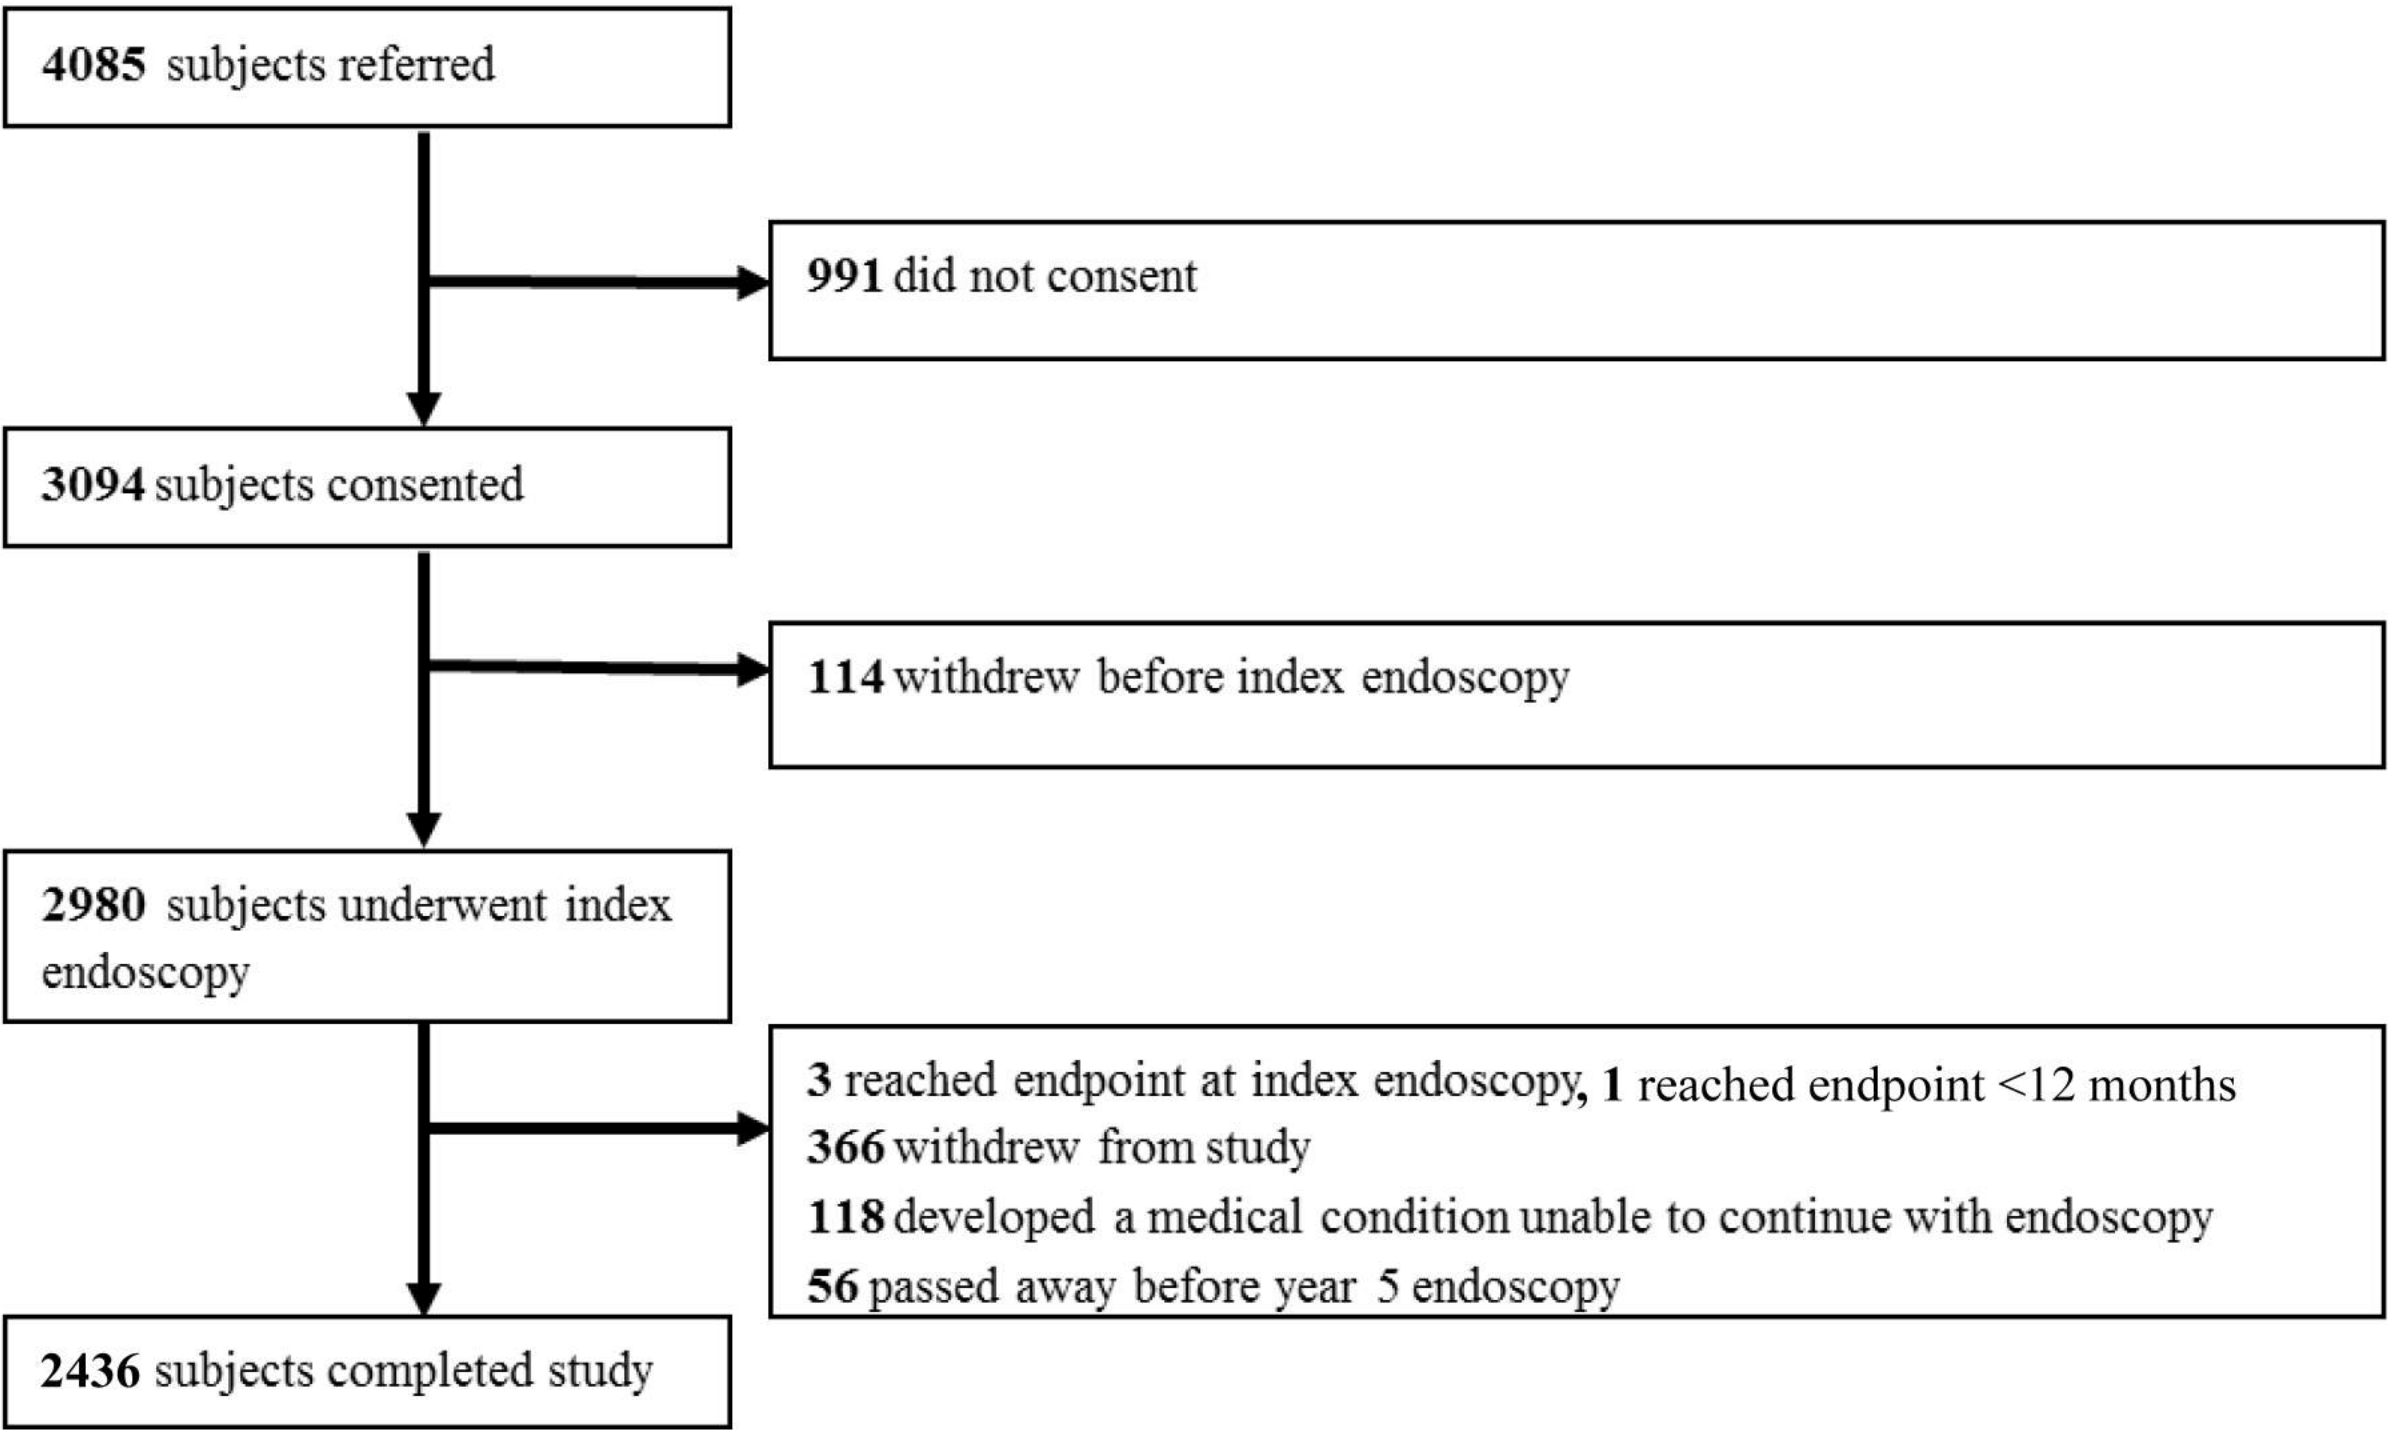 4085 subjects referred
991 did not consent
3094 subjects consented
114 withdrew before index endoscopy
2980 subjects underwent index
endoscopy
3 reached endpoint at index endoscopy, 1 reached endpoint <12 months
366 withdrew from study
118 developed a medical condition unable to continue with endoscopy
56 passed away before year 5 endoscopy
2436 subjects completed study